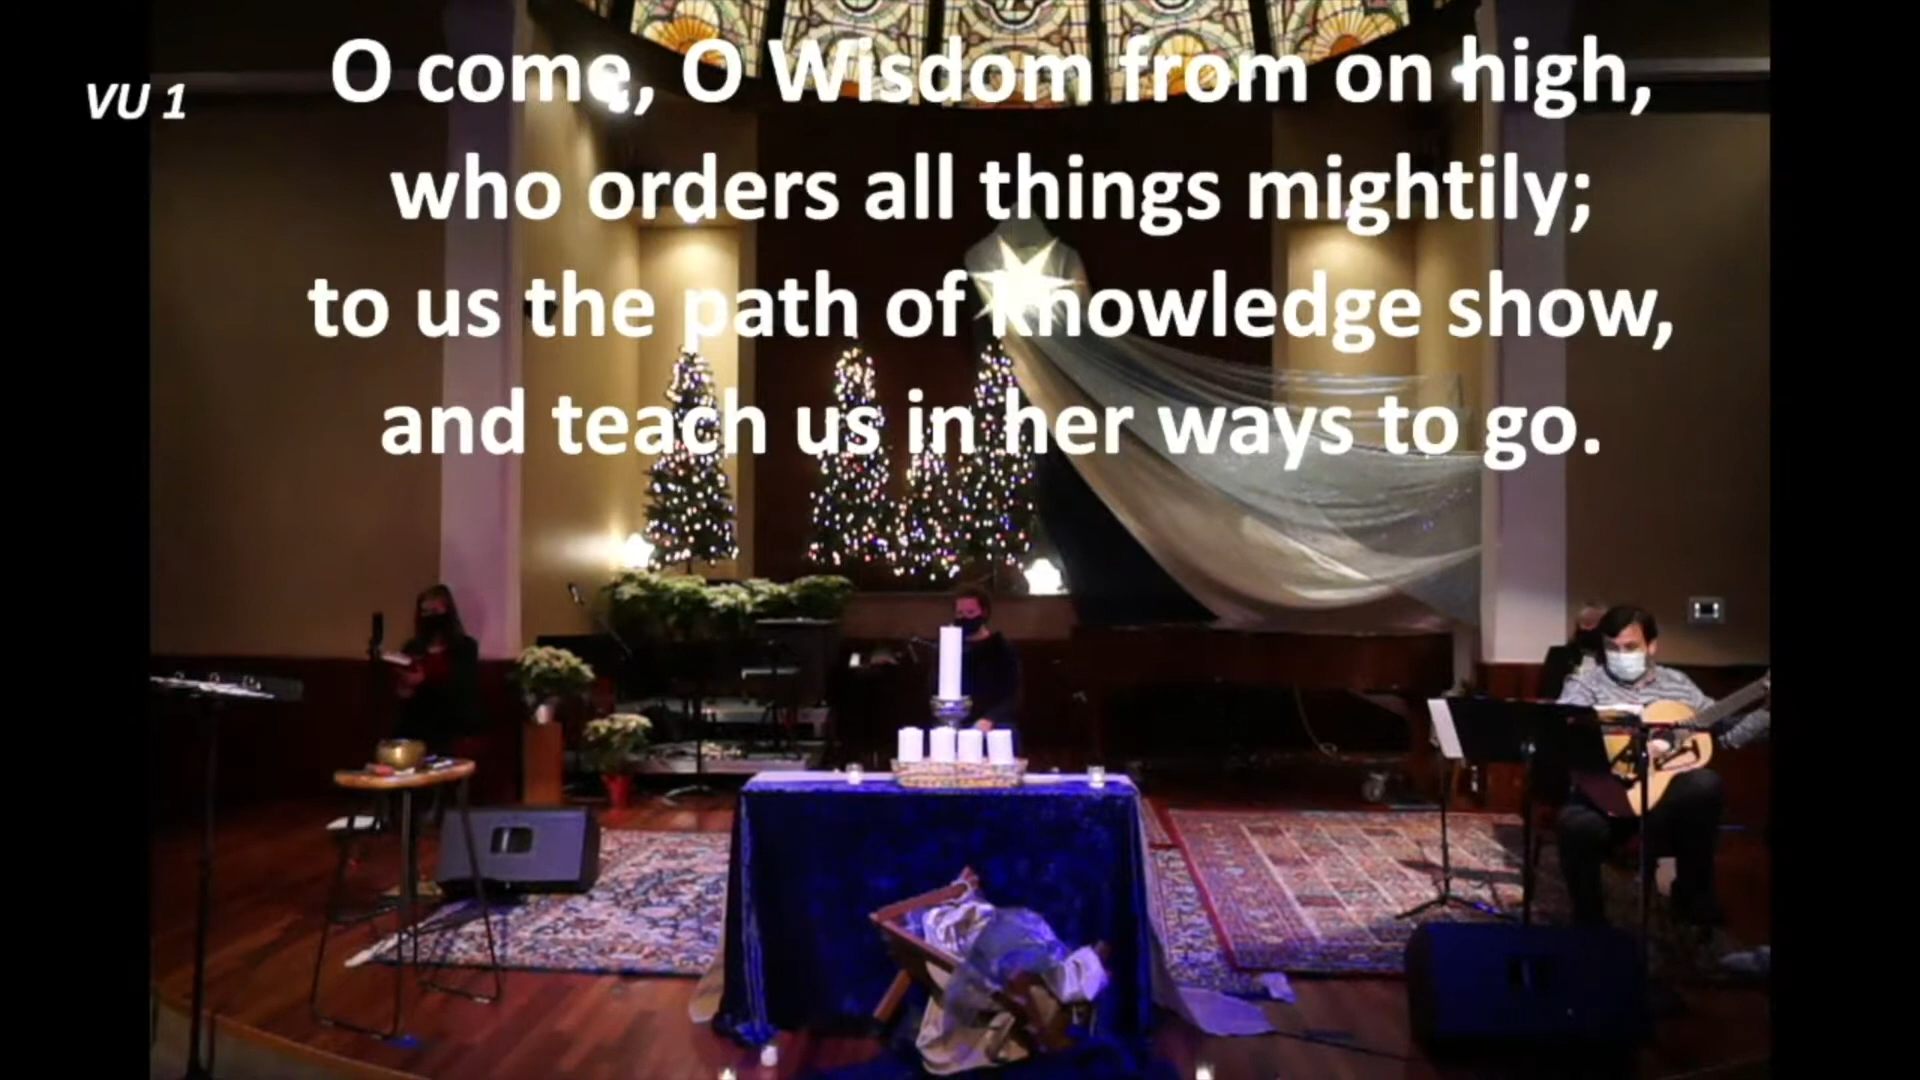 VU 1
O come, O Wisdom from on high,
who orders all things mightily;
to us the path of knowledge show,
and teach us in her ways to go.